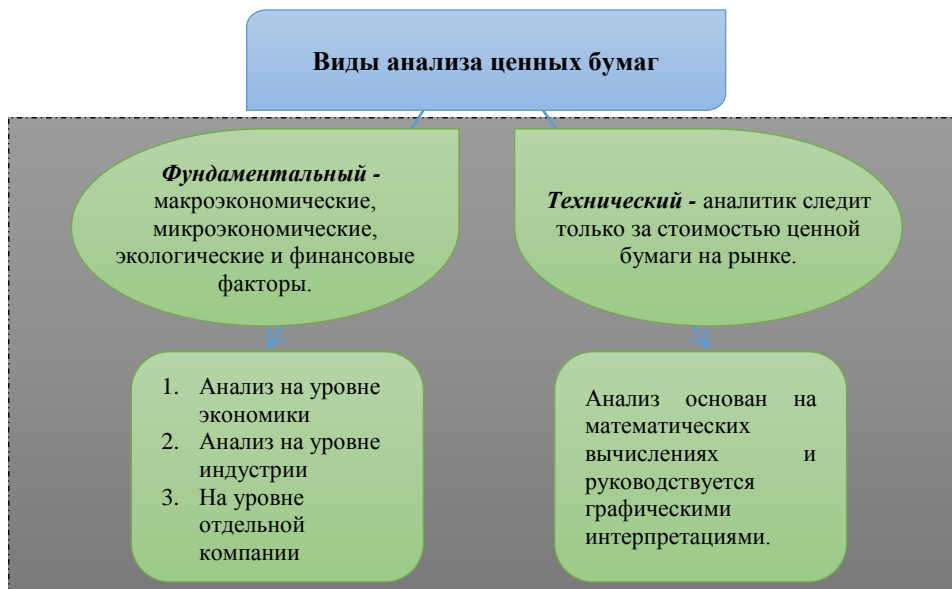 Виды анализа ценных бумаг
Фундаментальный -
макроэкономические,
микроэкономические,
экологические и финансовые
факторы.
Технический - аналитик следит
только за стоимостью ценной
бумаги на рынке.
1. Анализ на уровне
экономики
2. Анализ на уровне
индустрии
3. На уровне
отдельной
компании
Анализ основан на
математических
вычислениях и
руководствуется
графическими
интерпретациями.